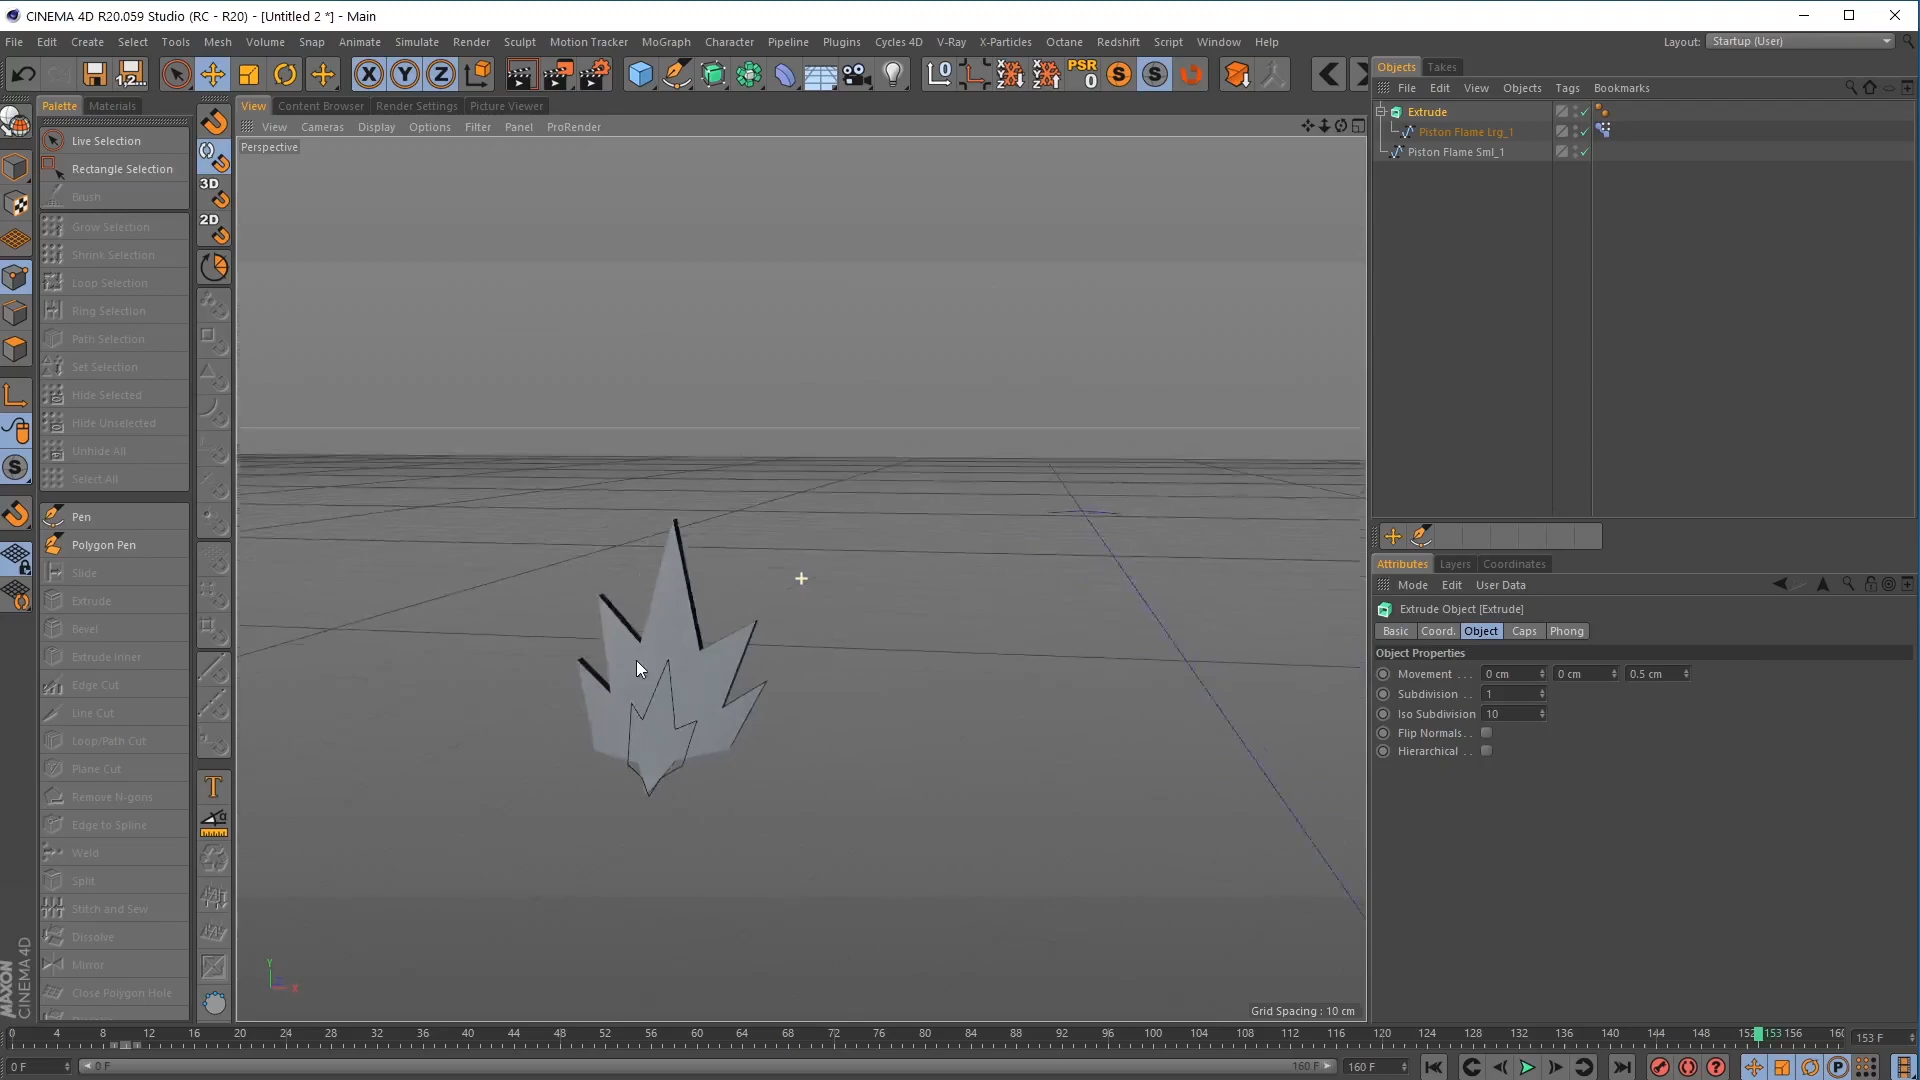 CINEMA 4D R20.059 Studio (RC - R20) - [Untitled 2 *] - Main
File Edit Create Select Tools Mesh Volume Snap Animate Simulate Render Sculpt Motion Tracker MoGraph Character Pipeline Plugins Cycles 4D V-Ray X-Particles Octane Redshift Script Window Help
Layout: Startup (User)
PSR
0
Palette Materials
View Content Browser Render Settings Picture Viewer
View Cameras Display Options Filter Panel ProRender
Perspective
Live Selection
Rectangle Selection
Brush
Grow Selection
Shrink Selection
Loop Selection
Ring Selection
Path Selection
Set Selection
Hide Selected
Hide Unselected
Unhide All
Select All
Pen
Polygon Pen
Slide
Extrude
Bevel
Extrude Inner
Edge Cut
Line Cut
Loop/Path Cut
Plane Cut
Remove N-gons
Edge to Spline
Weld
Split
Stitch and Sew
Dissolve
Mirror
Close Polygon Hole
3D
2D
MAXON
CINEMA 4D
Y
X
Grid Spacing : 10 cm
Objects Takes
File Edit View Objects Tags Bookmarks
Extrude
Piston Flame Lrg_1
Piston Flame Sml_1
Attributes Layers Coordinates
Mode Edit User Data
Extrude Object [Extrude]
Basic Coord. Object Caps Phong
Object Properties
Movement . . . 0 cm 0 cm 0.5 cm
Subdivision . . 1
Iso Subdivision 10
Flip Normals. .
Hierarchical . .
0 4 8 12 16 20 24 28 32 36 40 44 48 52 56 60 64 68 72 76 80 84 88 92 96 100 104 108 112 116 120 124 128 132 136 140 144 148 152 153 156 160
153 F
0 F 0 F 160 F 160 F